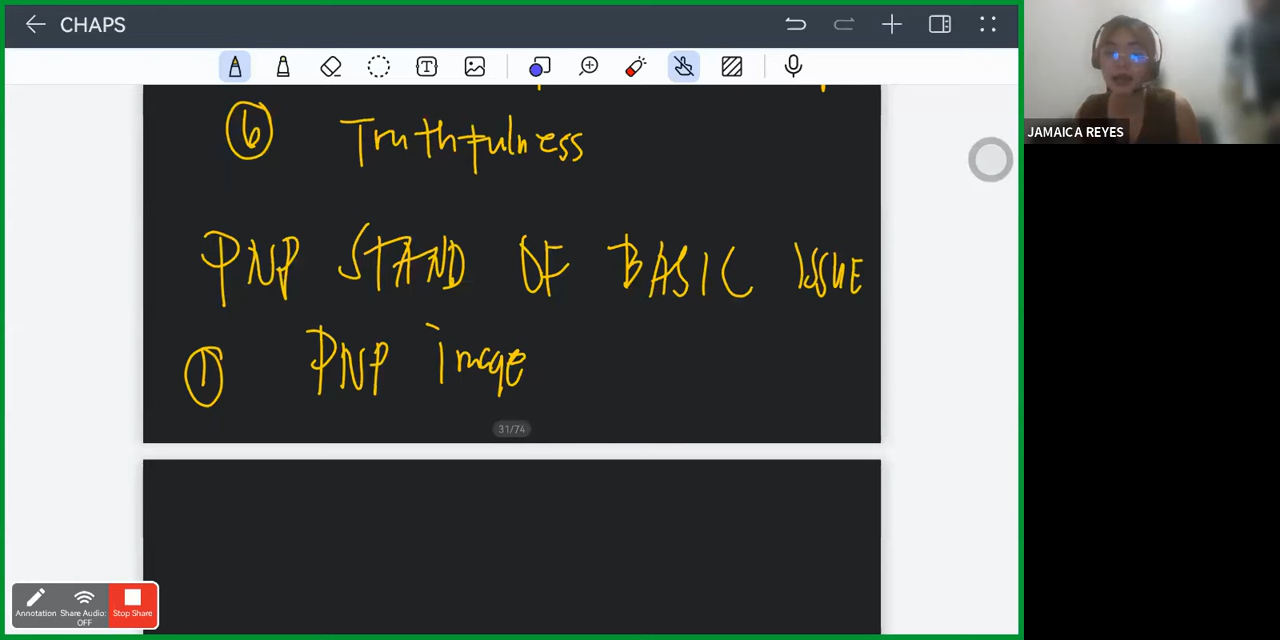 CHAPS
JAMAICA REYES
6 Truthfulness
PNP STAND OF BASIC ISSUE
1 PNP image
31/74
Annotation
Share Audio: OFF
Stop Share